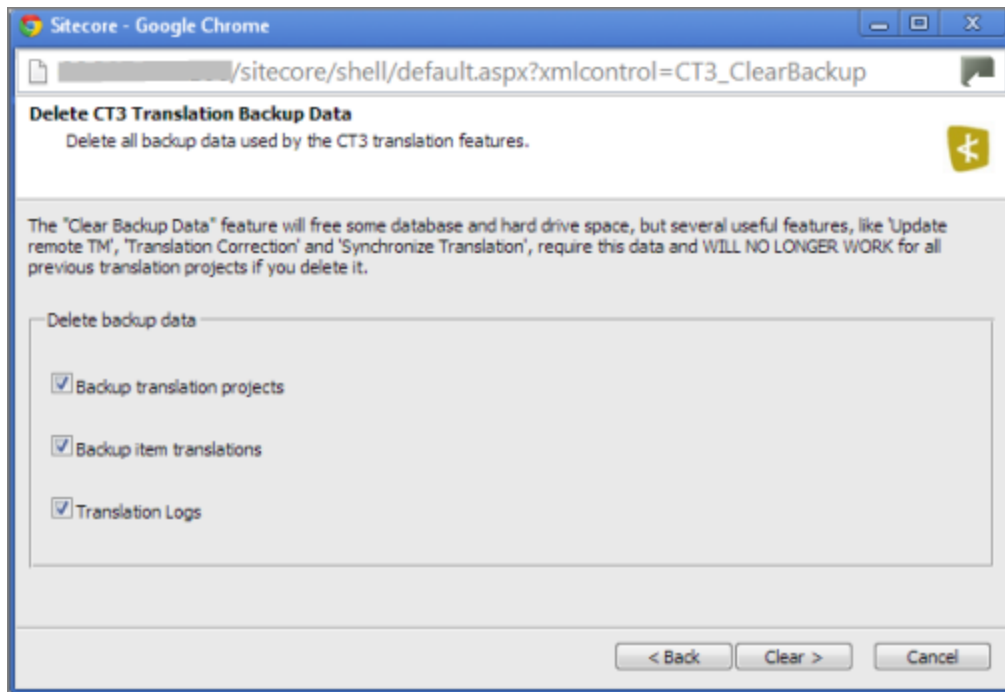 Sitecore - Google Chrome
/sitecore/shell/default.aspx?xmlcontrol=CT3_ClearBackup
Delete CT3 Translation Backup Data
Delete all backup data used by the CT3 translation features.
The "Clear Backup Data" feature will free some database and hard drive space, but several useful features, like 'Update
remote TM', 'Translation Correction' and 'Synchronize Translation', require this data and WILL NO LONGER WORK for all
previous translation projects if you delete it.
Delete backup data
Backup translation projects
Backup item translations
Translation Logs
< Back
Clear >
Cancel